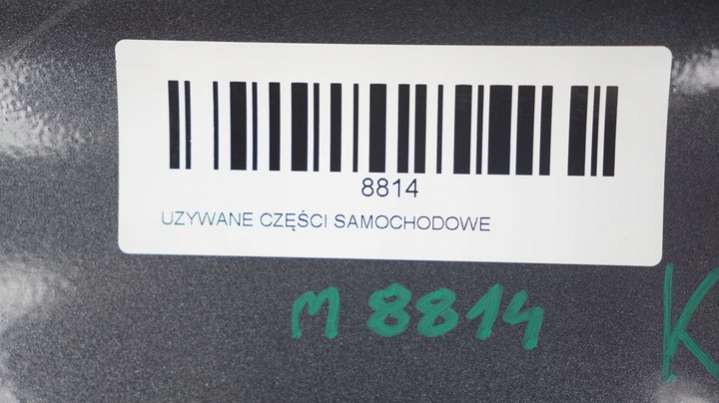 8814
UZYWANE CZĘŚCI SAMOCHODOWE
M 8814
K